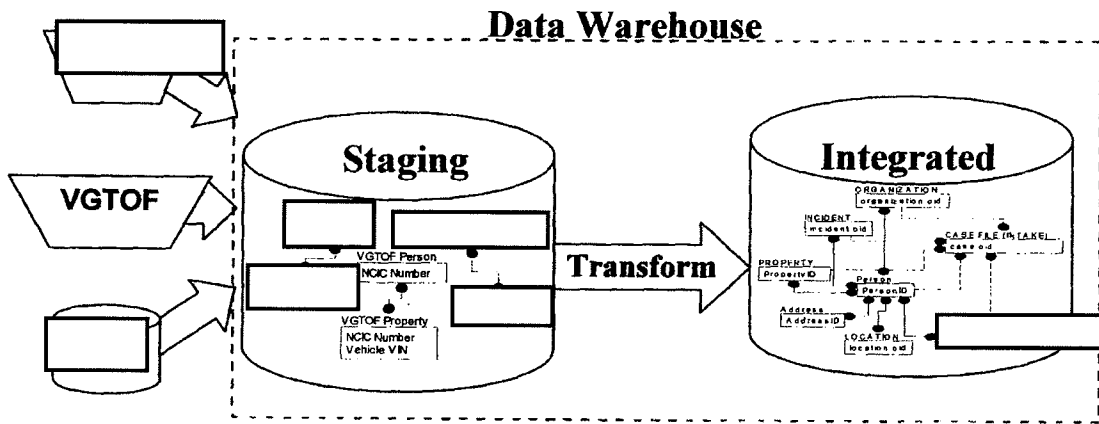 Data Warehouse
VGTOF
Staging
VGTOF Person
NCIC Number
VGTOF Property
NCIC Number
Vehicle VIN
Transform
Integrated
ORGANIZATION
organization oid
INCIDENT
incident oid
CASE FILE (INTAKE)
case oid
PROPERTY
PropertyID
Person
PersonID
Address
AddressID
LOCATION
location oid